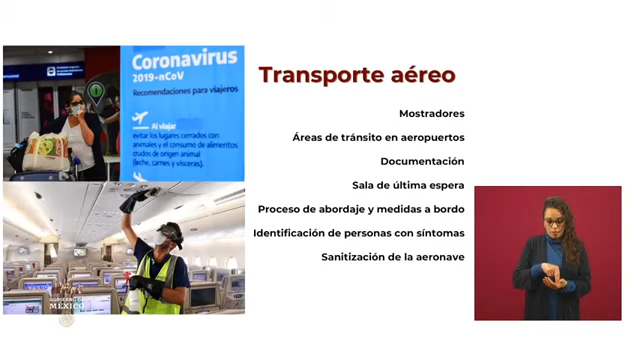 Coronavirus
2019-nCoV
Recomendaciones para viajeros
Al viajar
evitar los lugares cerrados con
animales y el consumo de alimentos
crudos de origen animal
(leche, carnes y vísceras).
Transporte aéreo
Mostradores
Áreas de tránsito en aeropuertos
Documentación
Sala de última espera
Proceso de abordaje y medidas a bordo
Identificación de personas con síntomas
Sanitización de la aeronave
GOBIERNO DE
MÉXICO